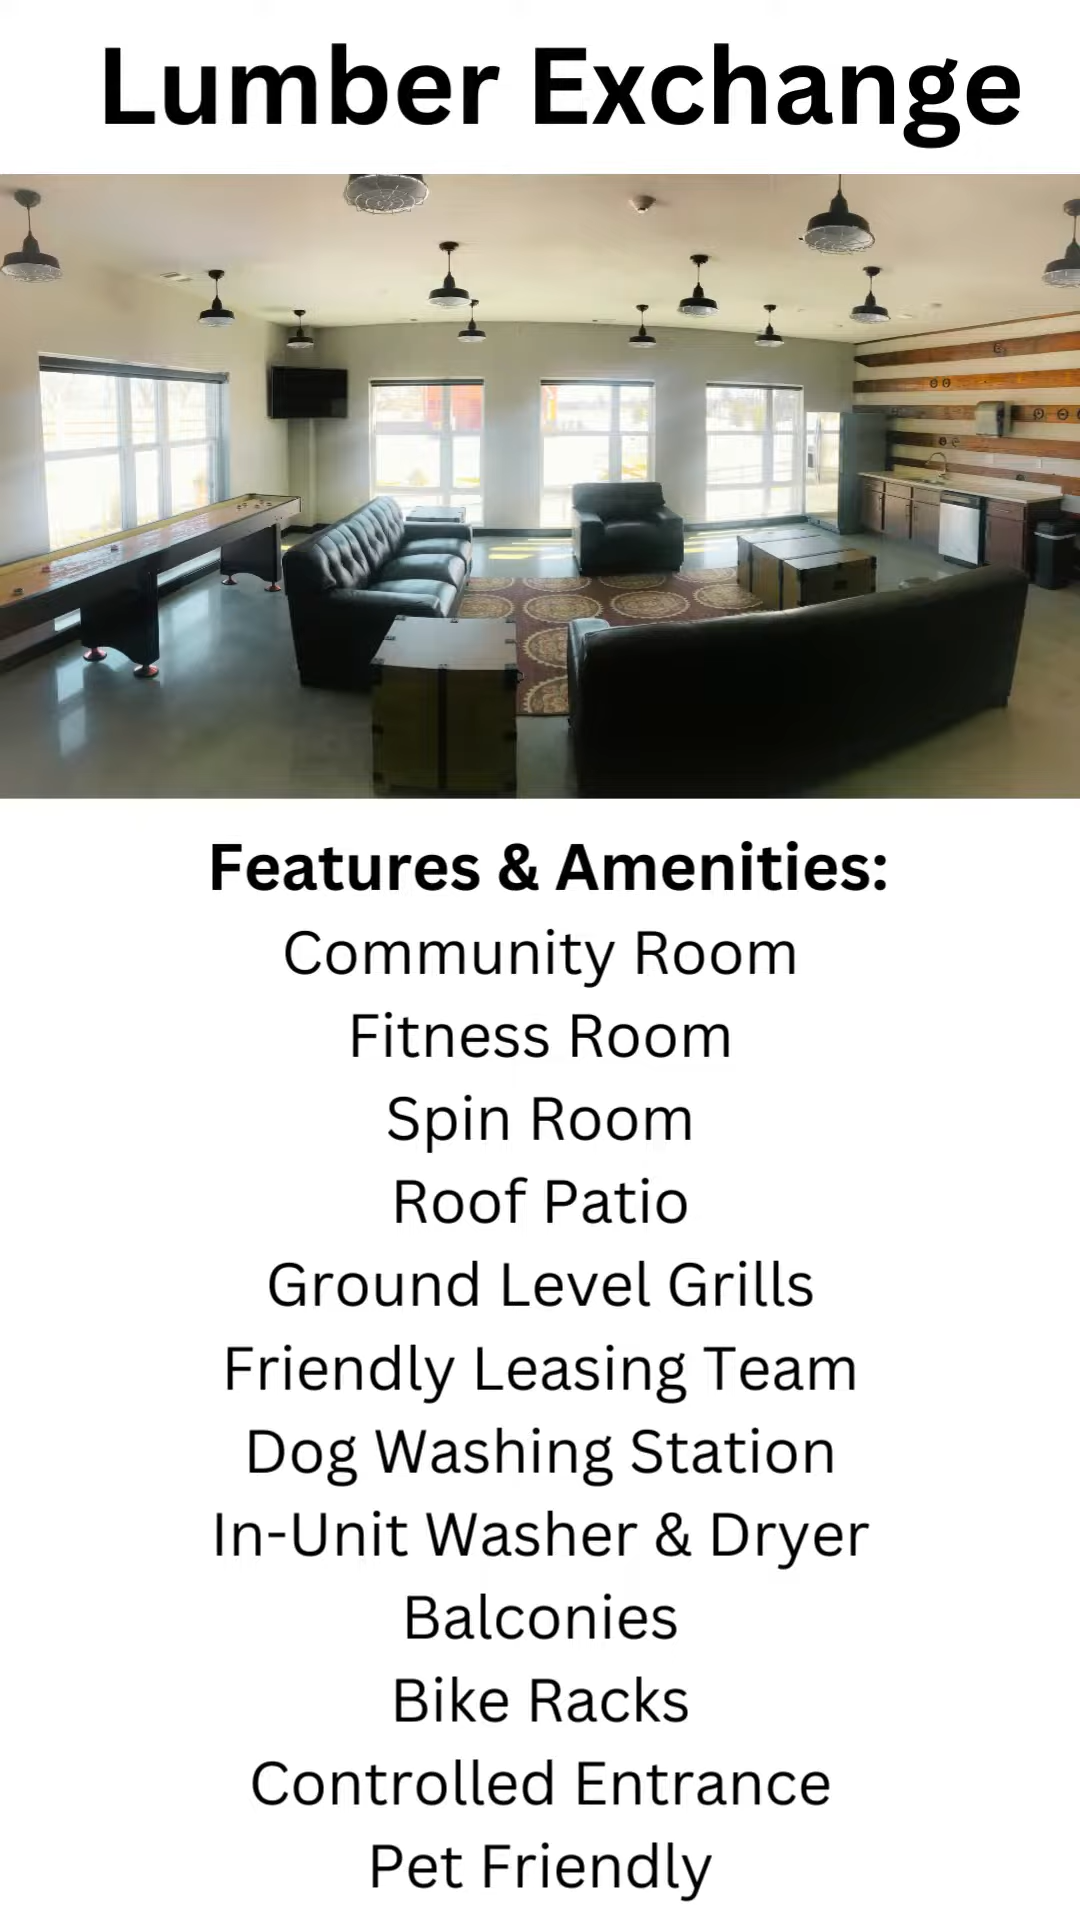 Lumber Exchange
Features & Amenities:
Community Room
Fitness Room
Spin Room
Roof Patio
Ground Level Grills
Friendly Leasing Team
Dog Washing Station
In-Unit Washer & Dryer
Balconies
Bike Racks
Controlled Entrance
Pet Friendly